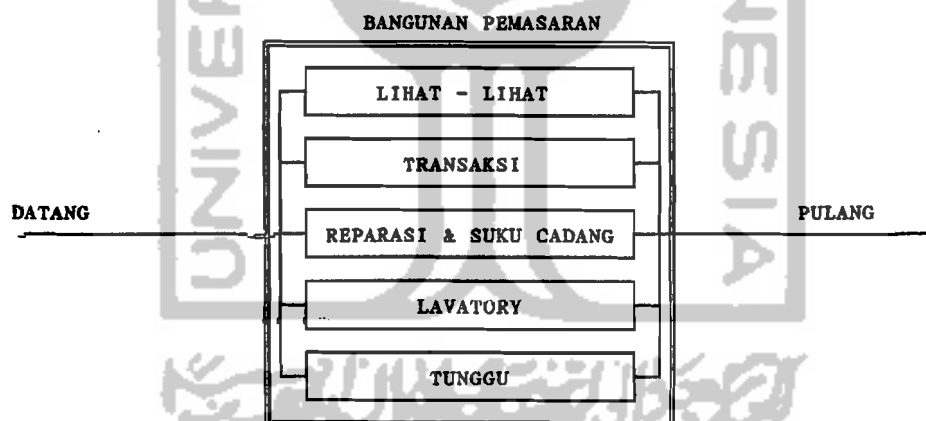 BANGUNAN PEMASARAN
LIHAT - LIHAT
TRANSAKSI
DATANG
PULANG
REPARASI & SUKU CADANG
LAVATORY
TUNGGU